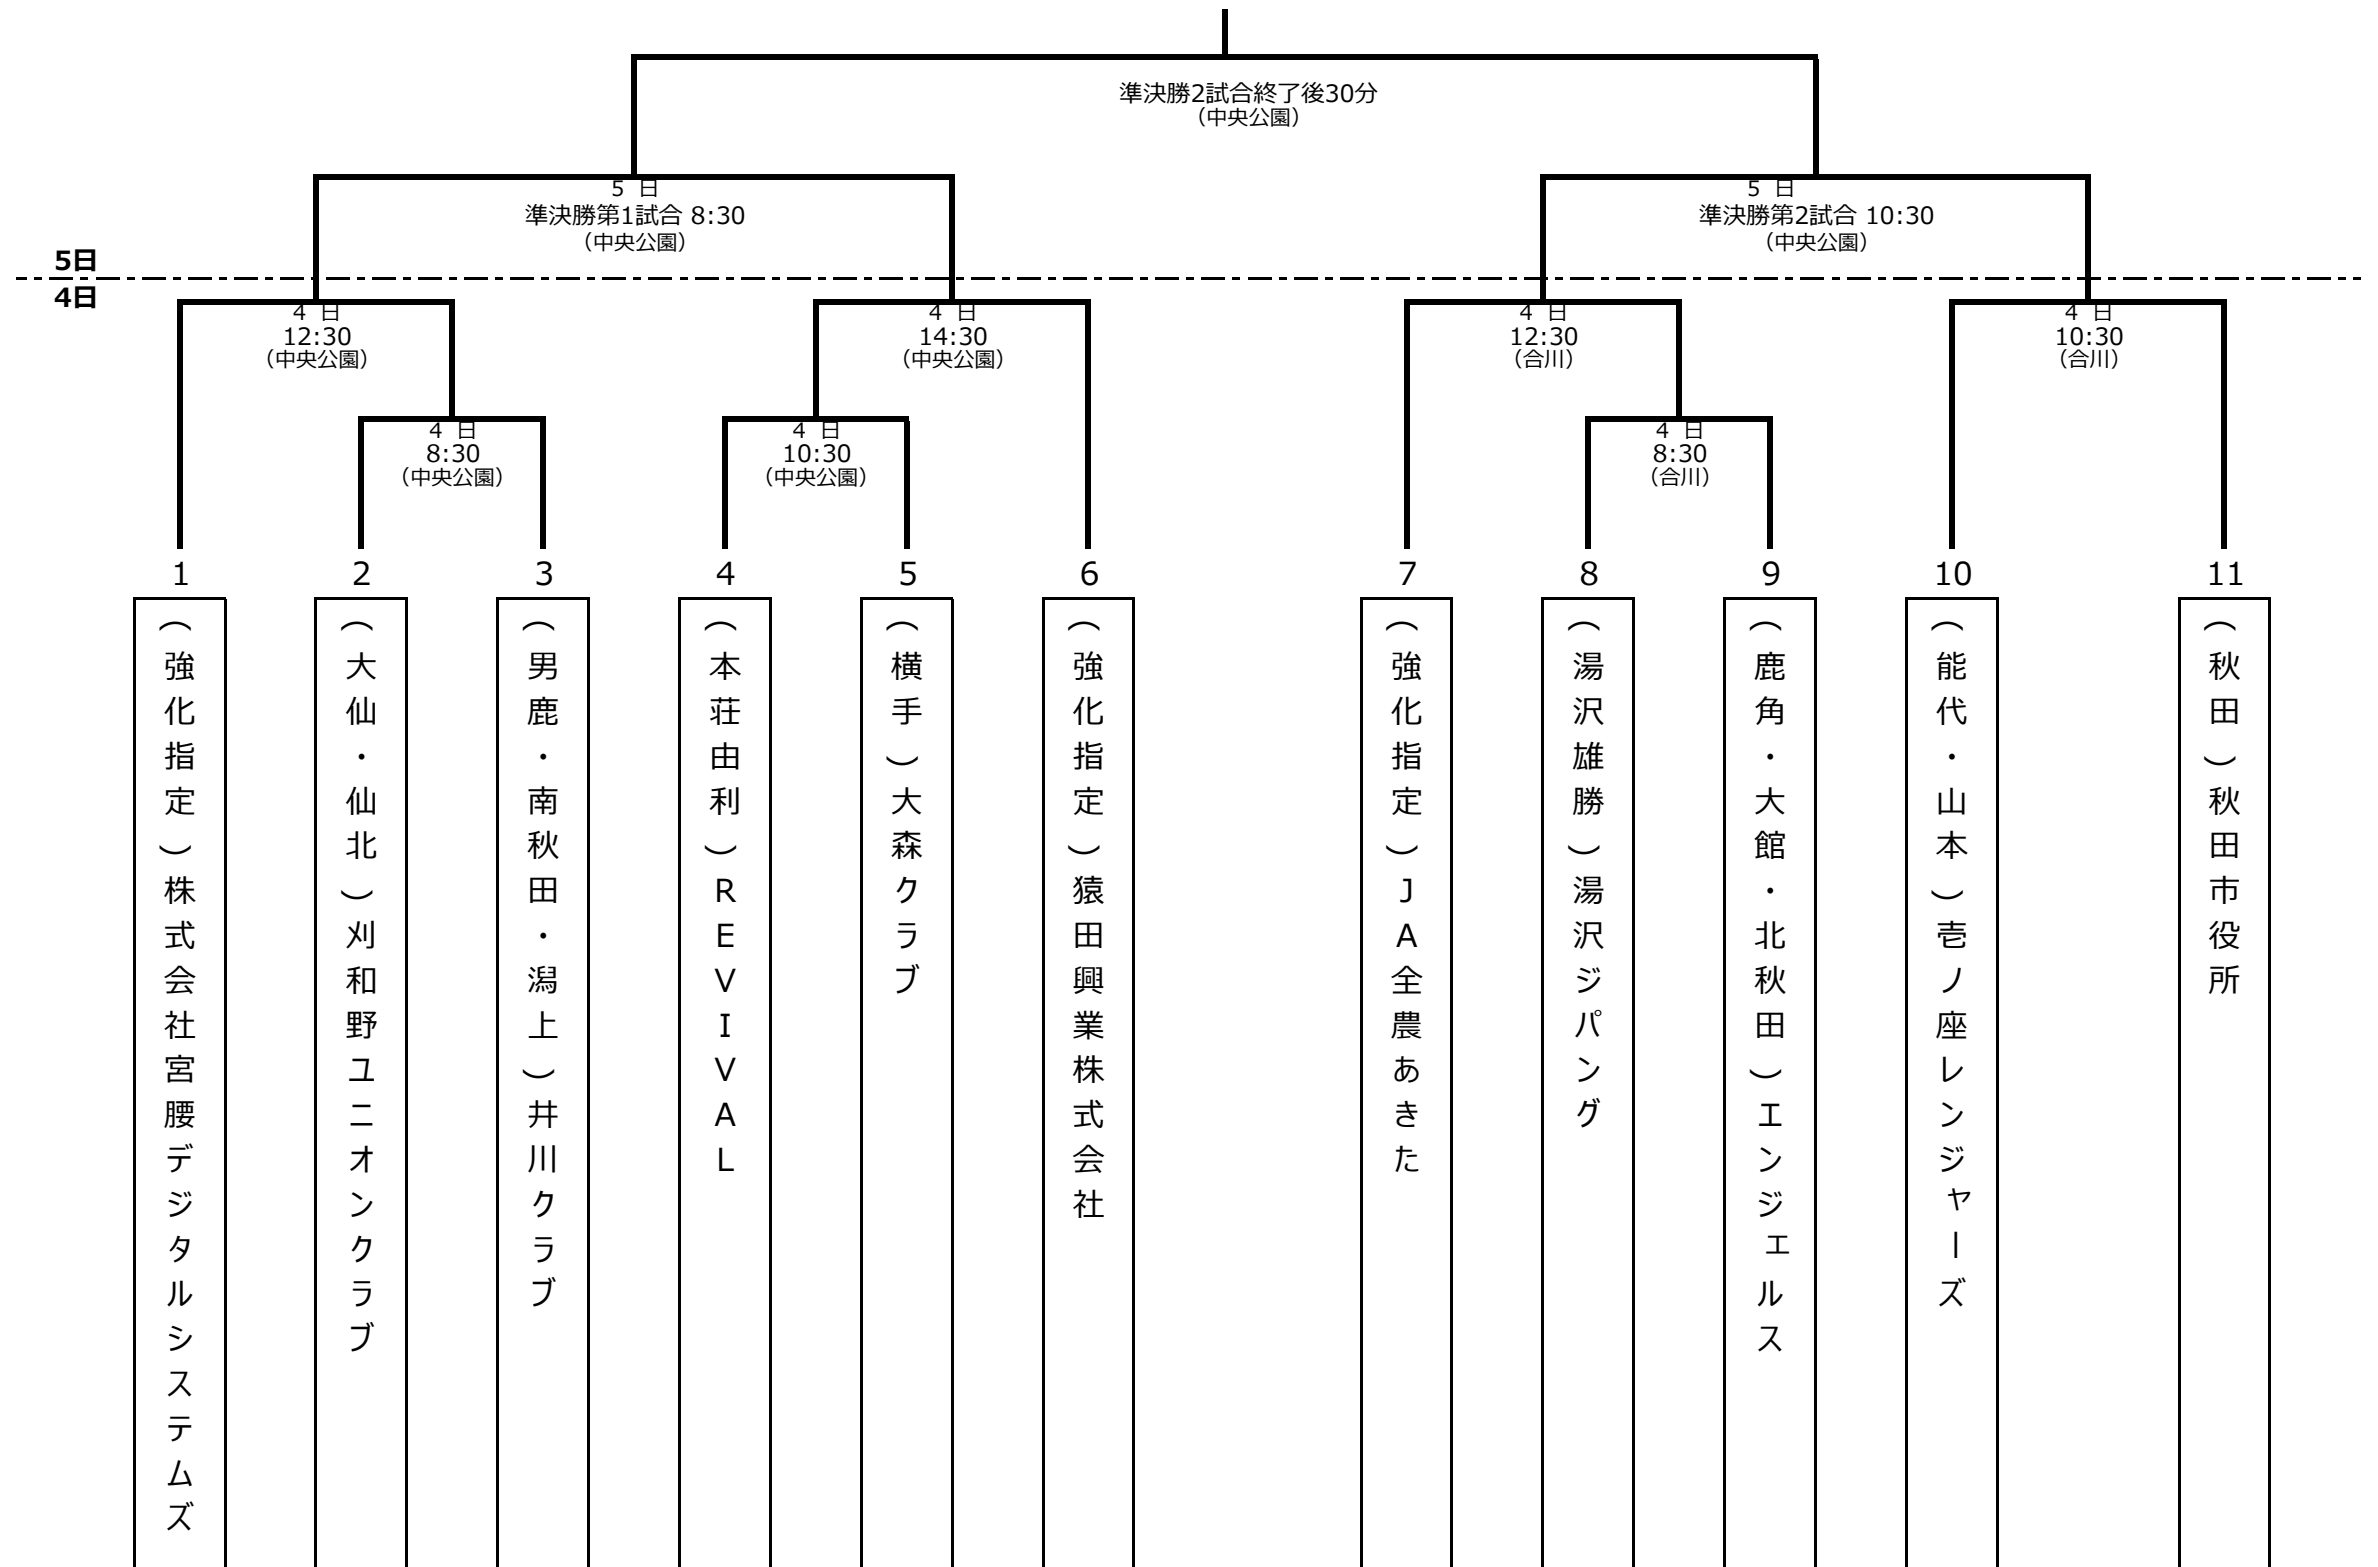 準決勝2試合終了後30分
（中央公園）
5 日
準決勝第1試合 8:30
（中央公園）
5 日
準決勝第2試合 10:30
（中央公園）
5日
4日
4 日
12:30
（中央公園）
4 日
14:30
（中央公園）
4 日
12:30
（合川）
4 日
10:30
（合川）
4 日
8:30
（中央公園）
4 日
10:30
（中央公園）
4 日
8:30
（合川）
1
2
3
4
5
6
7
8
9
10
11
（強化指定）株式会社宮腰デジタルシステムズ
（大仙・仙北）刈和野ユニオンクラブ
（男鹿・南秋田・潟上）井川クラブ
（本荘由利）ＲＥＶＩＶＡＬ
（横手）大森クラブ
（強化指定）猿田興業株式会社
（強化指定）ＪＡ全農あきた
（湯沢雄勝）湯沢ジパング
（鹿角・大館・北秋田）エンジェルス
（能代・山本）壱ノ座レンジャーズ
（秋田）秋田市役所